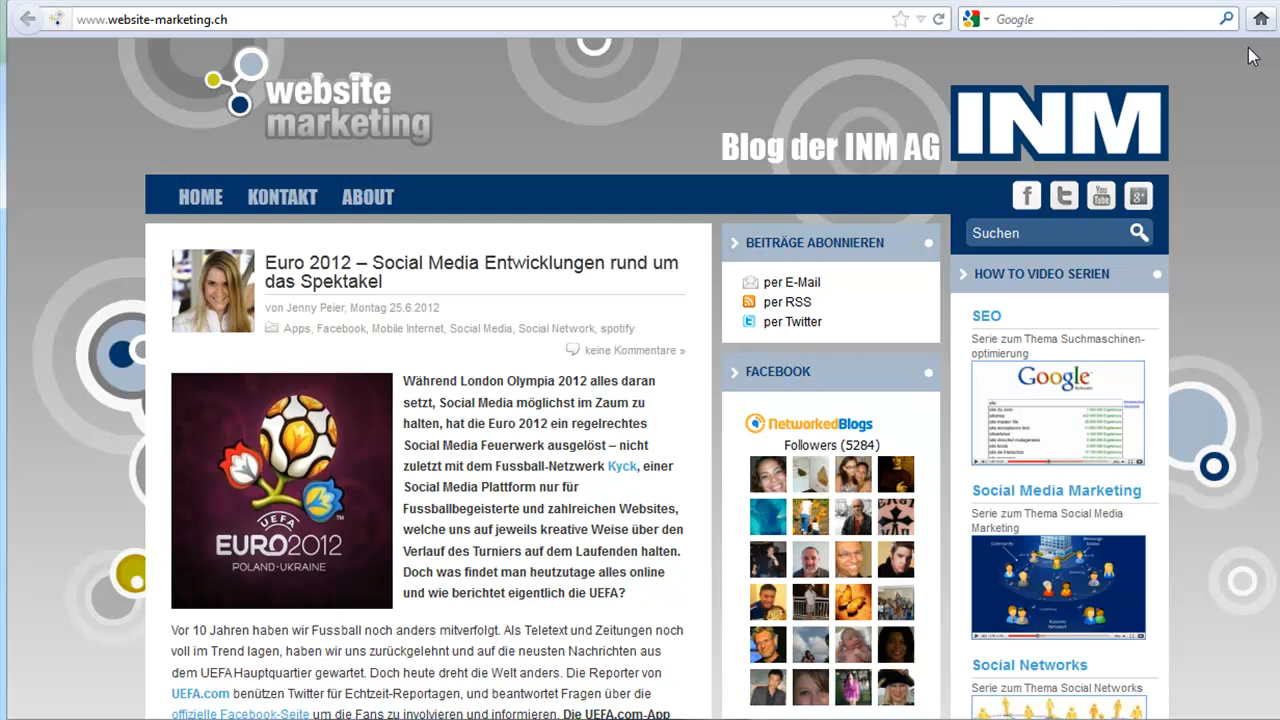 www.website-marketing.ch
Google
website
marketing
Blog der INM AG
INM
HOME KONTAKT ABOUT
Suchen
Euro 2012 – Social Media Entwicklungen rund um
das Spektakel
von Jenny Peier, Montag 25.6.2012
Apps, Facebook, Mobile Internet, Social Media, Social Network, spotify
keine Kommentare »
UEFA
EURO2012
POLAND-UKRAINE
Während London Olympia 2012 alles daran
setzt, Social Media möglichst im Zaum zu
halten, hat die Euro 2012 ein regelrechtes
Social Media Feuerwerk ausgelöst – nicht
zuletzt mit dem Fussball-Netzwerk Kyck, einer
Social Media Plattform nur für
Fussballbegeisterte und zahlreichen Websites,
welche uns auf jeweils kreative Weise über den
Verlauf des Turniers auf dem Laufenden halten.
Doch was findet man heutzutage alles online
und wie berichtet eigentlich die UEFA?
Vor 10 Jahren haben wir Fussball noch anders mitverfolgt. Als Teletext und Zeitungen noch
voll im Trend lagen, haben wir uns zurückgelehnt und auf die neusten Nachrichten aus
dem UEFA Hauptquartier gewartet. Doch heute dreht die Welt anders. Die Reporter von
UEFA.com benützen Twitter für Echtzeit-Reportagen, und beantwortet Fragen über die
offizielle Facebook-Seite um die Fans zu involvieren und informieren. Die UEFA.com-App
BEITRÄGE ABONNIEREN
per E-Mail
per RSS
per Twitter
FACEBOOK
NetworkedBlogs
Followers (5284)
You
Tube
HOW TO VIDEO SERIEN
SEO
Serie zum Thema Suchmaschinen-
optimierung
Google
Social Media Marketing
Serie zum Thema Social Media
Marketing
Social Networks
Serie zum Thema Social Networks